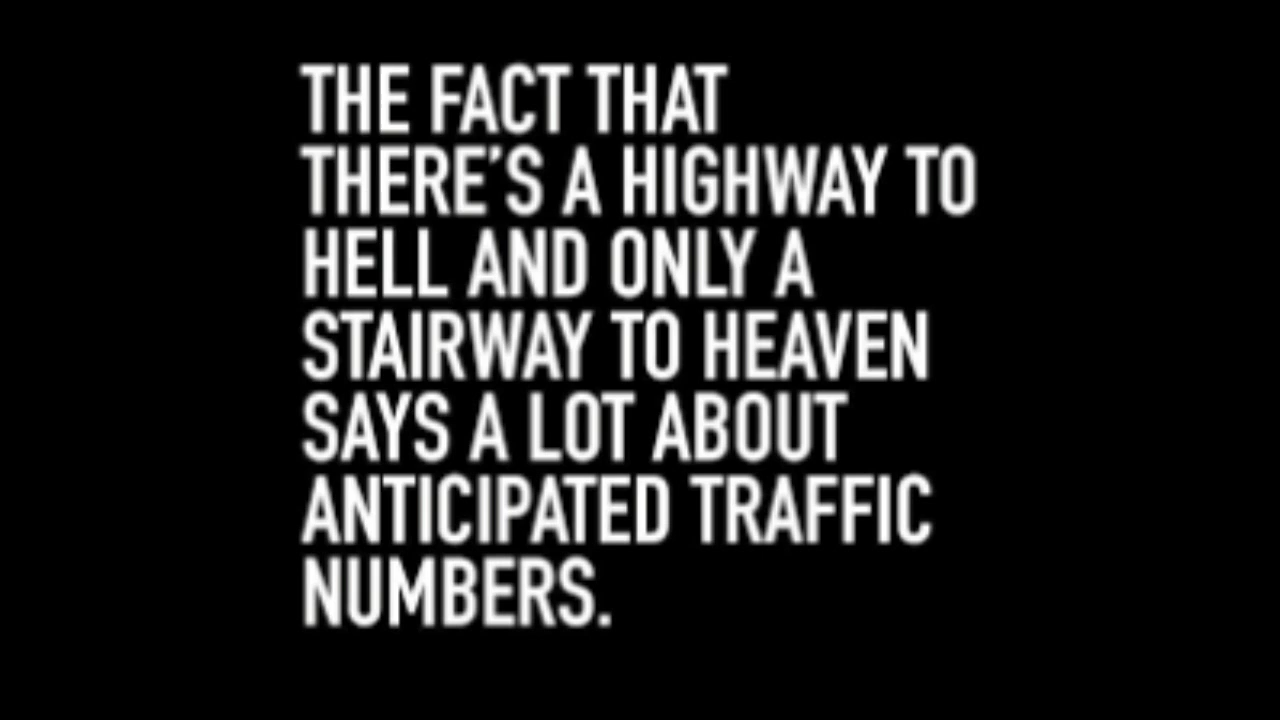 THE FACT THAT
THERE’S A HIGHWAY TO
HELL AND ONLY A
STAIRWAY TO HEAVEN
SAYS A LOT ABOUT
ANTICIPATED TRAFFIC
NUMBERS.